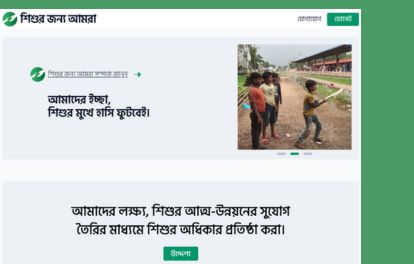 শিশুর জন্য আমরা
যোগাযোগ
ডোনেট
শিশুর জন্য আমরা সম্পর্কে জানুন
আমাদের ইচ্ছা,
শিশুর মুখে হাসি ফুটবেই।
আমাদের লক্ষ্য, শিশুর আত্ম-উন্নয়নের সুযোগ
তৈরির মাধ্যমে শিশুর অধিকার প্রতিষ্ঠা করা।
উদ্দেশ্য